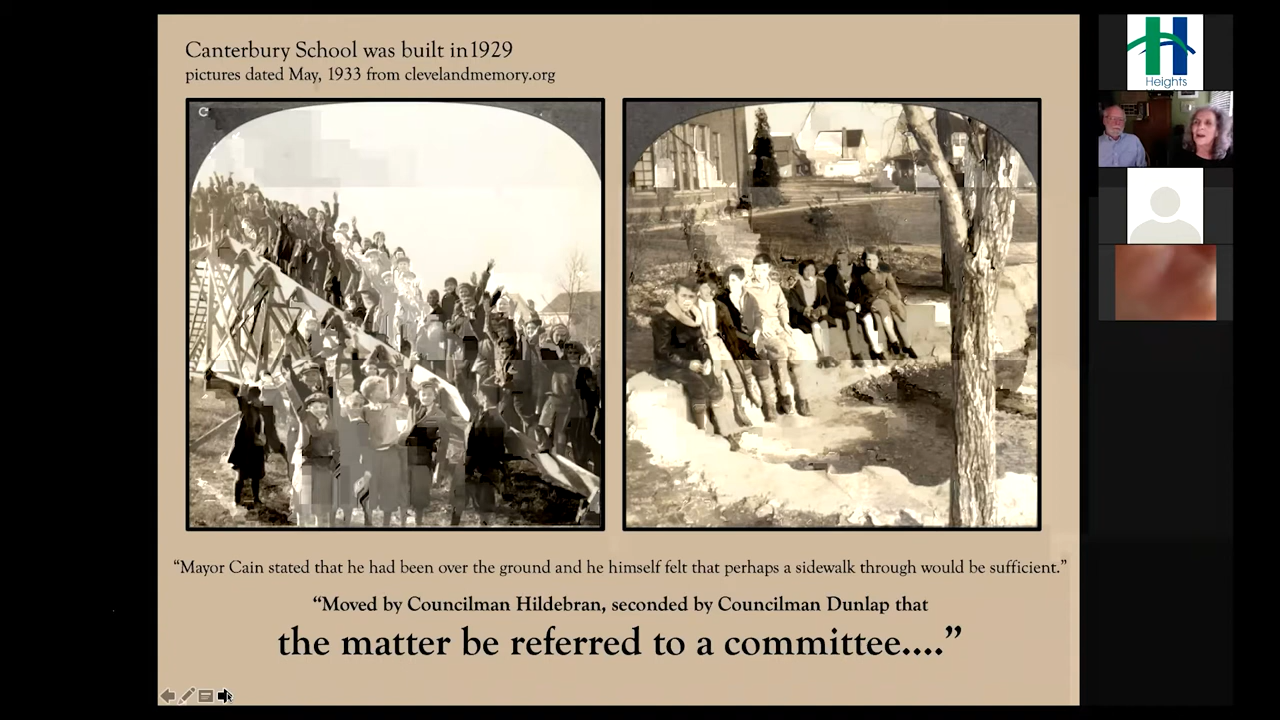 Canterbury School was built in 1929
pictures dated May, 1933 from clevelandmemory.org
Heights
“Mayor Cain stated that he had been over the ground and he himself felt that perhaps a sidewalk through would be sufficient.”
“Moved by Councilman Hildebran, seconded by Councilman Dunlap that
the matter be referred to a committee....”